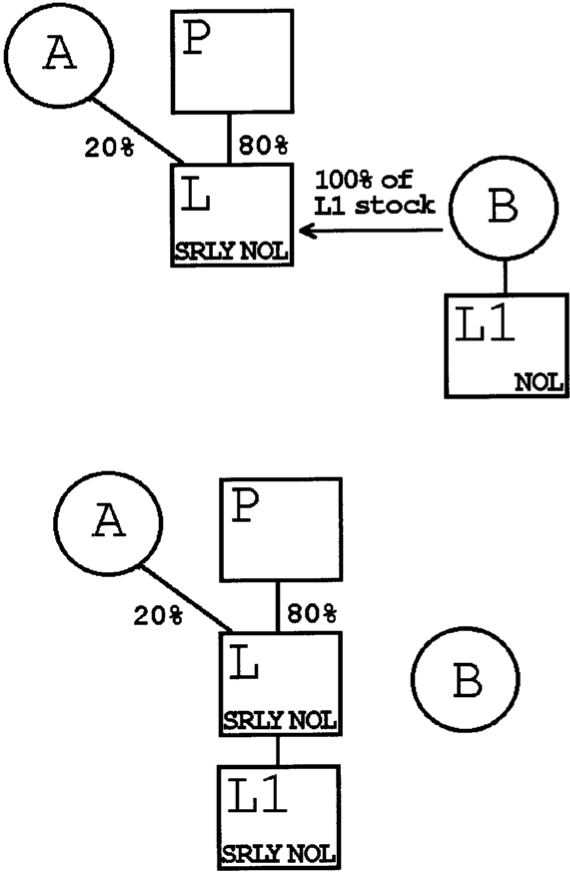 A
P
20%
80%
L
SRLY NOL
100% of
L1 stock
B
L1
NOL
A
P
20%
80%
L
SRLY NOL
B
L1
SRLY NOL